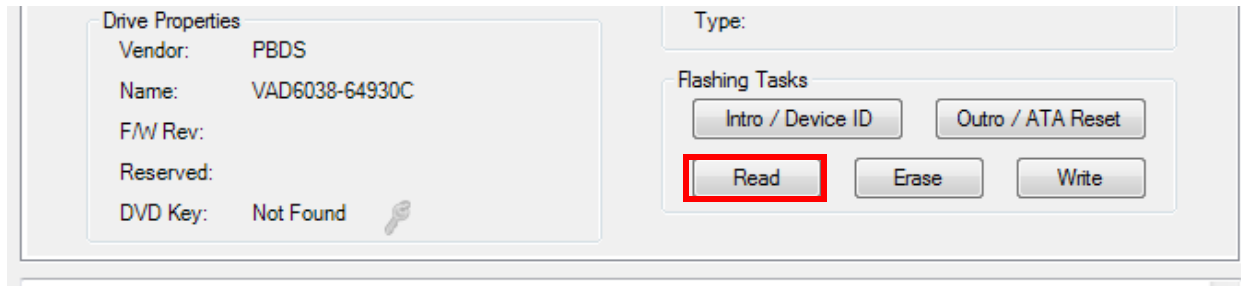 Drive Properties
Vendor: PBDS
Name: VAD6038-64930C
F/W Rev:
Reserved:
DVD Key: Not Found
Type:
Flashing Tasks
Intro / Device ID Outro / ATA Reset
Read Erase Write